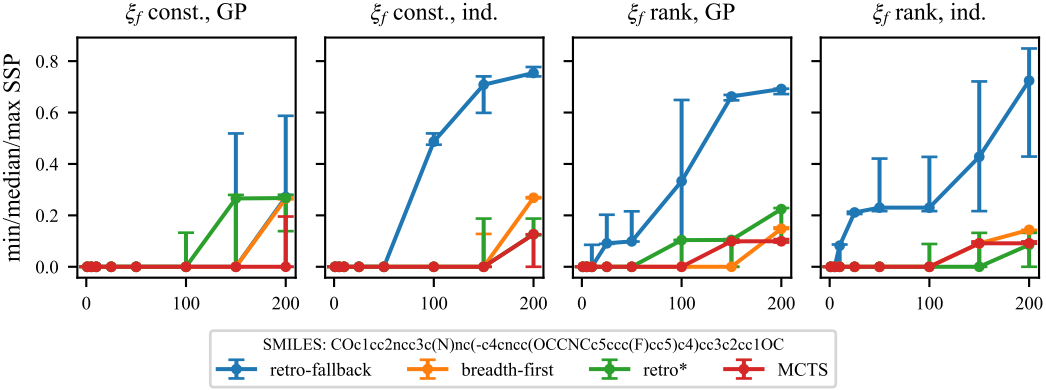 ξf const., GP
ξf const., ind.
ξf rank, GP
ξf rank, ind.
min/median/max SSP
0.8
0.6
0.4
0.2
0.0
0 100 200
0 100 200
0 100 200
0 100 200
SMILES: COc1cc2ncc3c(N)nc(-c4cncc(OCCNCc5ccc(F)cc5)c4)cc3c2cc1OC
retro-fallback breadth-first retro* MCTS